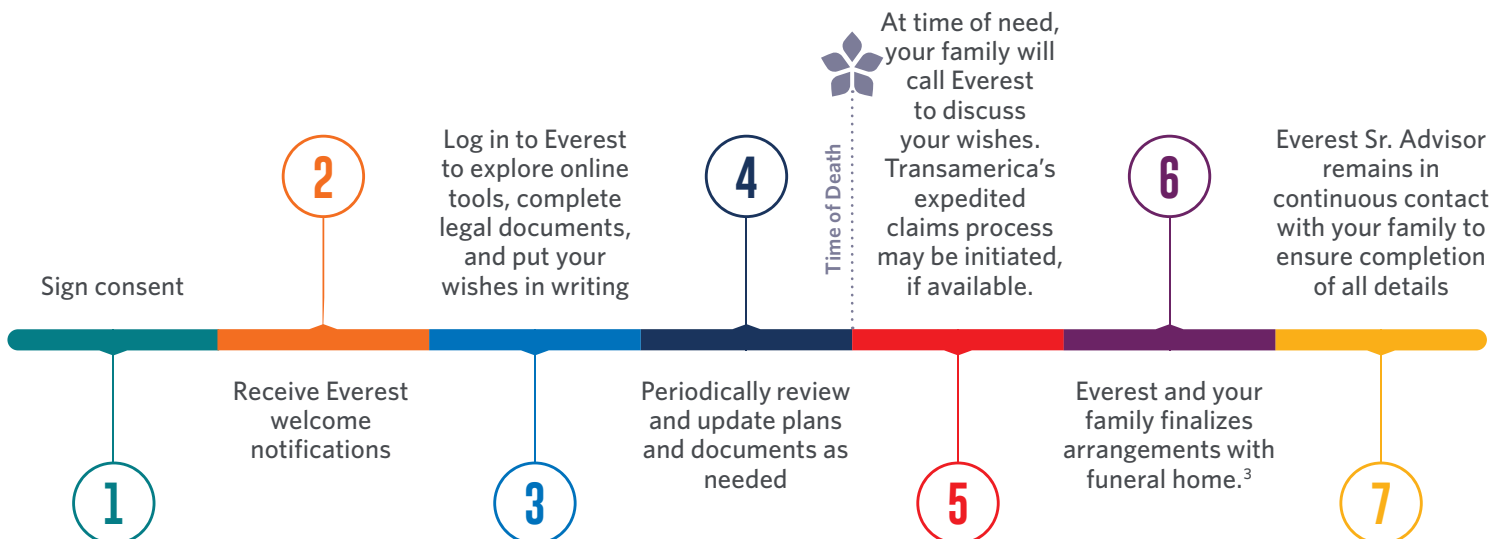 1
Sign consent
2
Receive Everest
welcome
notifications
3
Log in to Everest
to explore online
tools, complete
legal documents,
and put your
wishes in writing
4
Periodically review
and update plans
and documents as
needed
Time of Death
5
At time of need,
your family will
call Everest
to discuss
your wishes.
Transamerica’s
expedited
claims process
may be initiated,
if available.
6
Everest and your
family finalizes
arrangements with
funeral home.³
7
Everest Sr. Advisor
remains in
continuous contact
with your family to
ensure completion
of all details